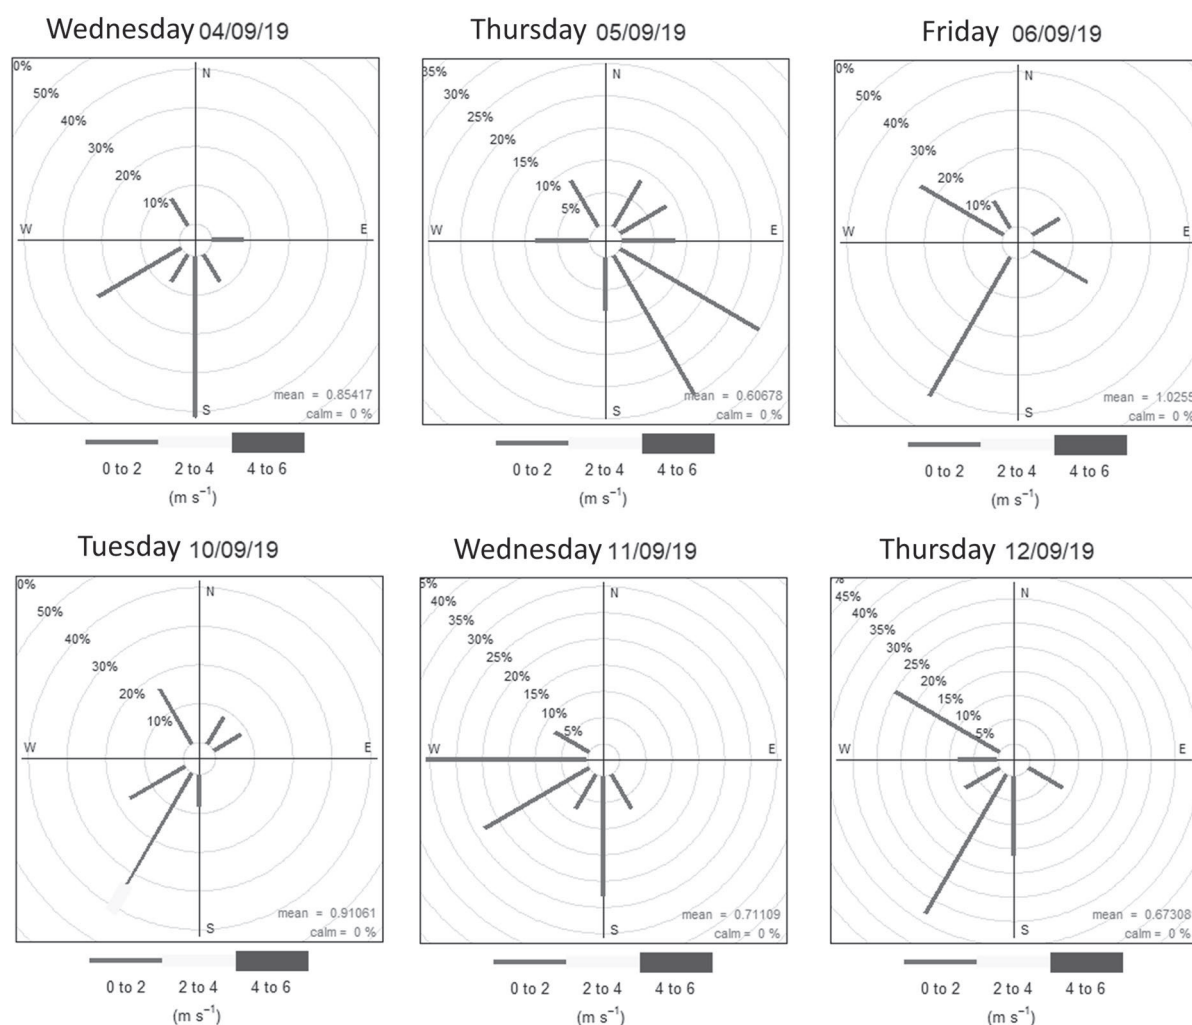 Wednesday 04/09/19
0%
50%
40%
30%
20%
10%
N
W
E
S
mean = 0.85417
calm = 0 %
0 to 2 2 to 4 4 to 6
(m s⁻¹)
Thursday 05/09/19
35%
30%
25%
20%
15%
10%
5%
N
W
E
S
mean = 0.60678
calm = 0 %
0 to 2 2 to 4 4 to 6
(m s⁻¹)
Friday 06/09/19
0%
50%
40%
30%
20%
10%
N
W
E
S
mean = 1.0255
calm = 0 %
0 to 2 2 to 4 4 to 6
(m s⁻¹)
Tuesday 10/09/19
0%
50%
40%
30%
20%
10%
N
W
E
S
mean = 0.91061
calm = 0 %
0 to 2 2 to 4 4 to 6
(m s⁻¹)
Wednesday 11/09/19
5%
40%
35%
30%
25%
20%
15%
10%
5%
N
W
E
S
mean = 0.71109
calm = 0 %
0 to 2 2 to 4 4 to 6
(m s⁻¹)
Thursday 12/09/19
%
45%
40%
35%
30%
25%
20%
15%
10%
5%
N
W
E
S
mean = 0.67308
calm = 0 %
0 to 2 2 to 4 4 to 6
(m s⁻¹)